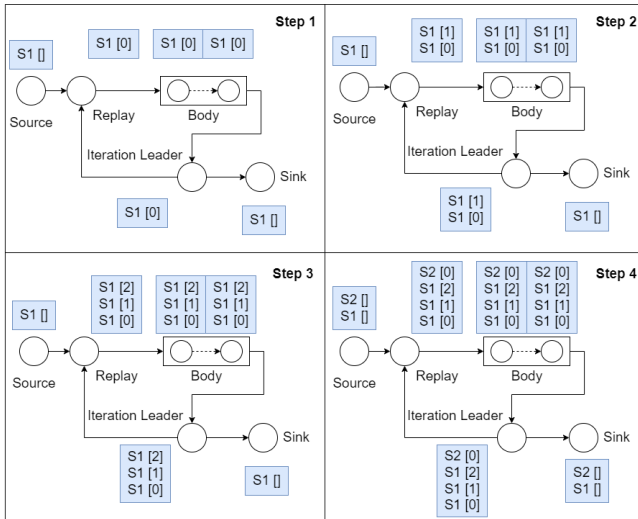 Step 1
S1 []
S1 [0]
S1 [0]
S1 [0]
Source
Replay
Body
Iteration Leader
Sink
S1 [0]
S1 []
Step 2
S1 []
S1 [1]
S1 [0]
S1 [1]
S1 [0]
S1 [1]
S1 [0]
Source
Replay
Body
Iteration Leader
Sink
S1 [1]
S1 [0]
S1 []
Step 3
S1 []
S1 [2]
S1 [1]
S1 [0]
S1 [2]
S1 [1]
S1 [0]
S1 [2]
S1 [1]
S1 [0]
Source
Replay
Body
Iteration Leader
Sink
S1 [2]
S1 [1]
S1 [0]
S1 []
Step 4
S2 []
S1 []
S2 [0]
S1 [2]
S1 [1]
S1 [0]
S2 [0]
S1 [2]
S1 [1]
S1 [0]
S2 [0]
S1 [2]
S1 [1]
S1 [0]
Source
Replay
Body
Iteration Leader
Sink
S2 [0]
S1 [2]
S1 [1]
S1 [0]
S2 []
S1 []